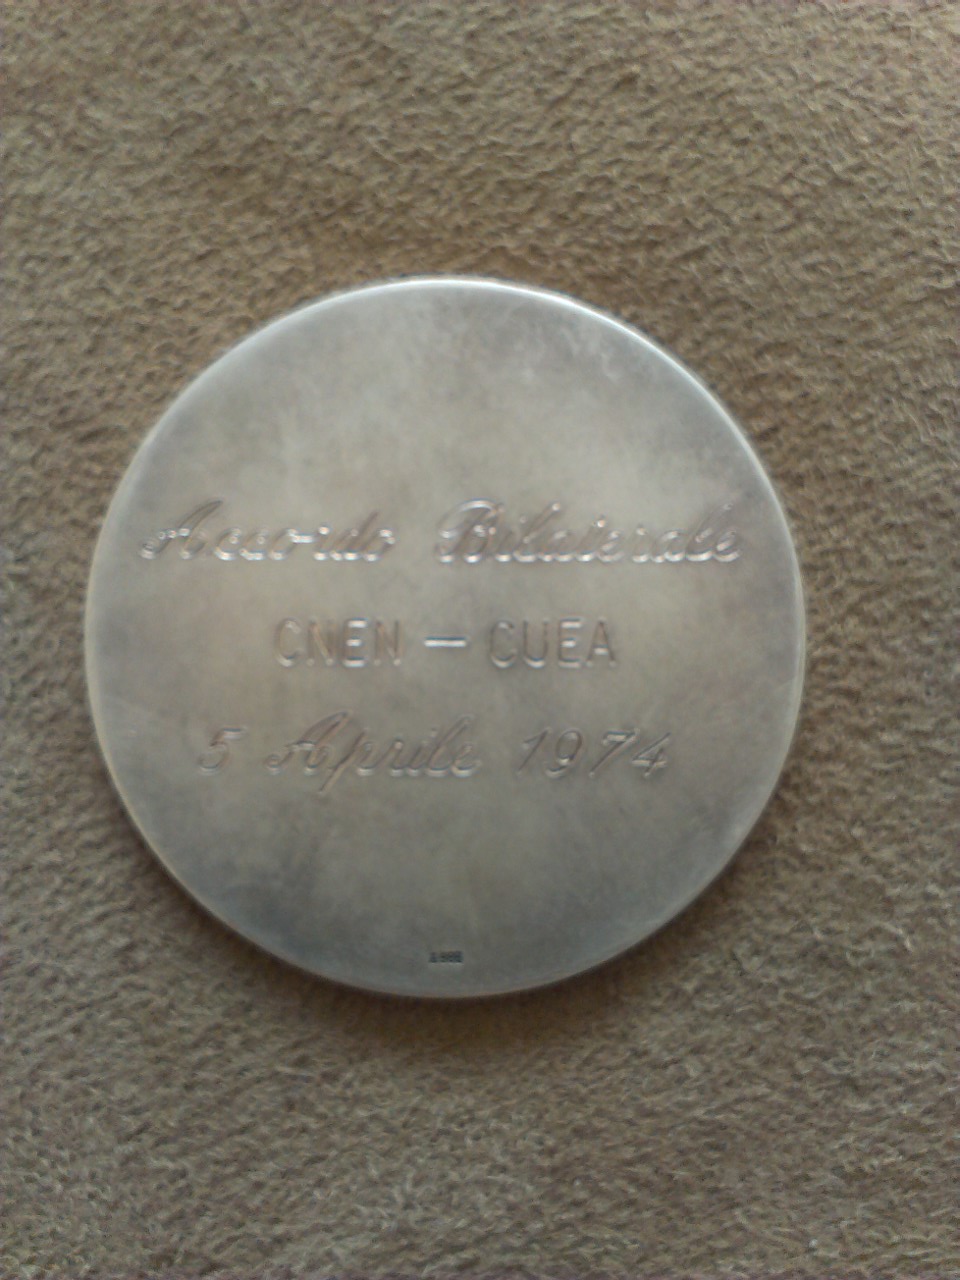 Accordo Bilaterale
CNEN — CUEA
5 Aprile 1974